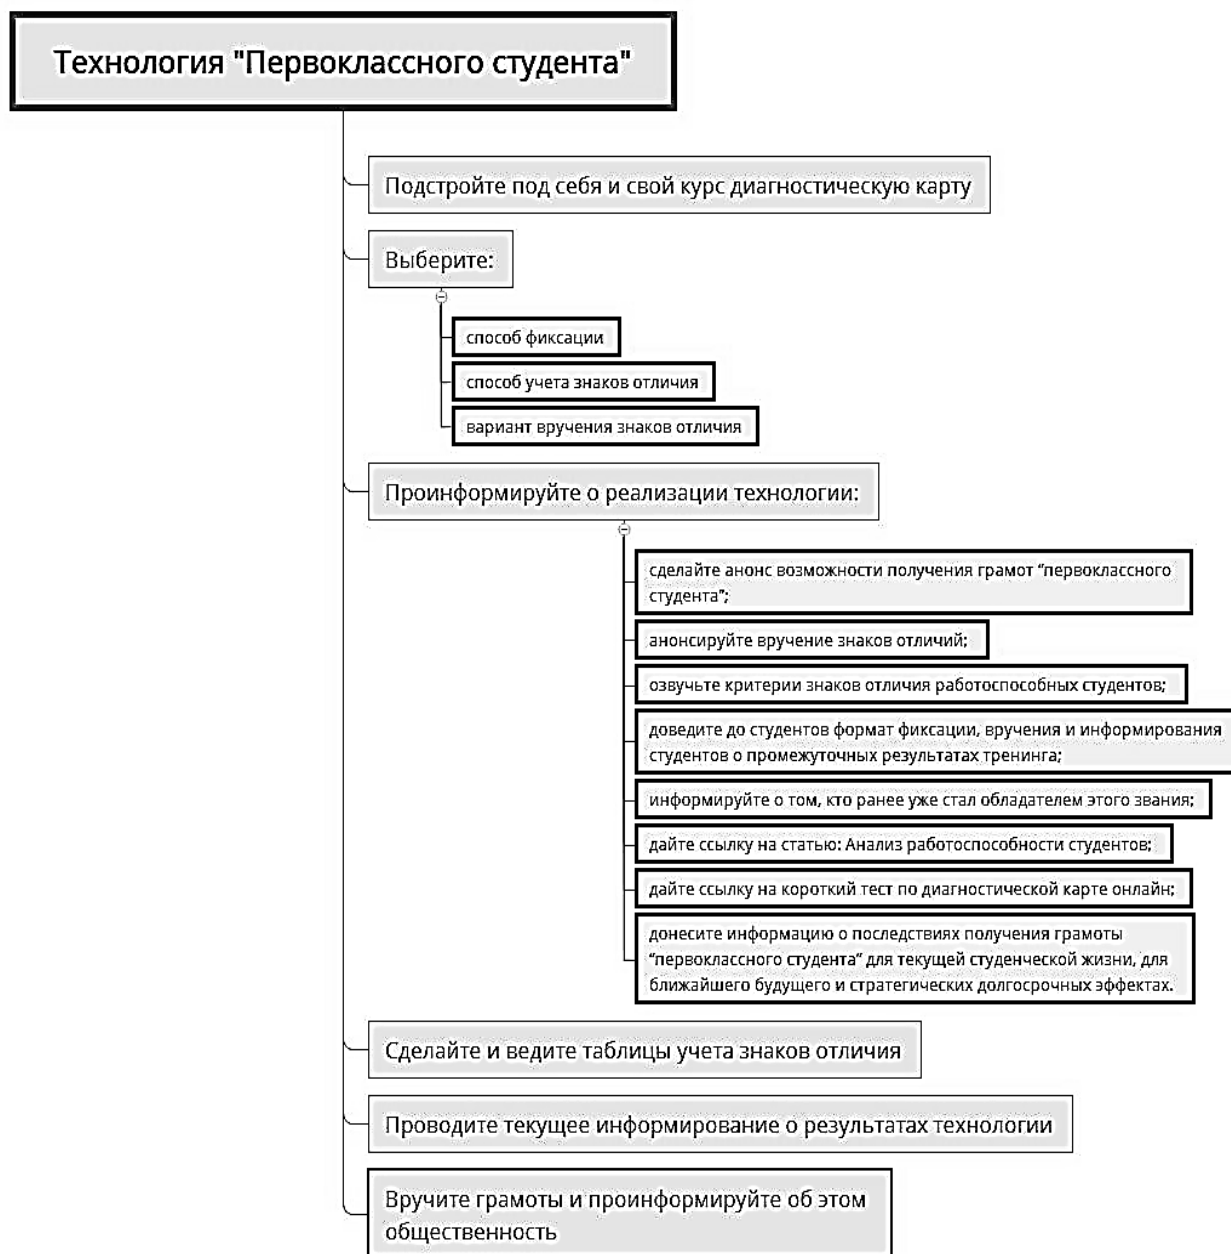 Технология "Первоклассного студента"
Подстройте под себя и свой курс диагностическую карту
Выберите:
способ фиксации
способ учета знаков отличия
вариант вручения знаков отличия
Проинформируйте о реализации технологии:
сделайте анонс возможности получения грамот “первоклассного
студента”;
анонсируйте вручение знаков отличий;
озвучьте критерии знаков отличия работоспособных студентов;
доведите до студентов формат фиксации, вручения и информирования
студентов о промежуточных результатах тренинга;
информируйте о том, кто ранее уже стал обладателем этого звания;
дайте ссылку на статью: Анализ работоспособности студентов;
дайте ссылку на короткий тест по диагностической карте онлайн;
донесите информацию о последствиях получения грамоты
“первоклассного студента” для текущей студенческой жизни, для
ближайшего будущего и стратегических долгосрочных эффектах.
Сделайте и ведите таблицы учета знаков отличия
Проводите текущее информирование о результатах технологии
Вручите грамоты и проинформируйте об этом
общественность